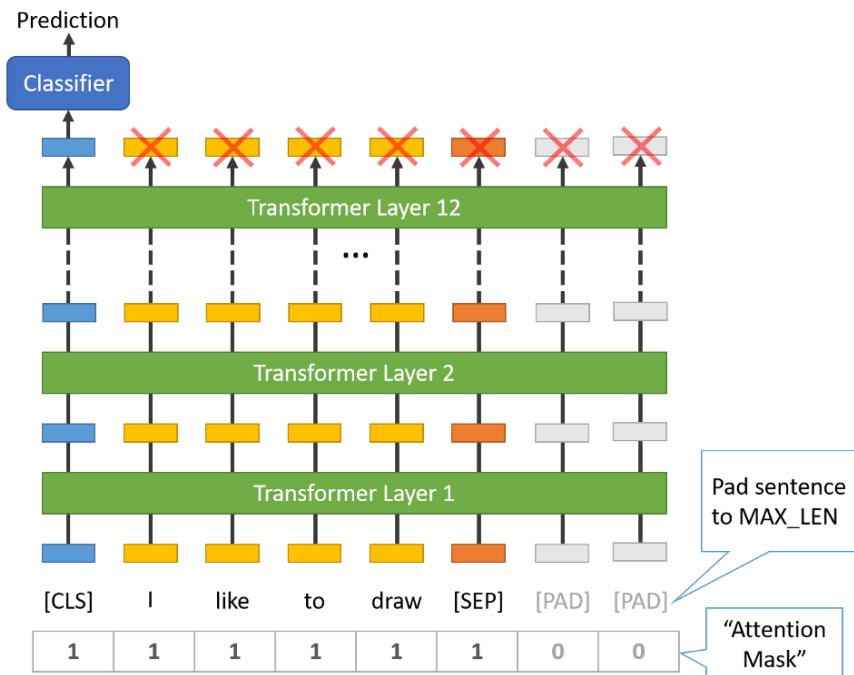 Prediction
Classifier
Transformer Layer 12
...
Transformer Layer 2
Transformer Layer 1
Pad sentence
to MAX_LEN
[CLS] I like to draw [SEP] [PAD] [PAD]
1 1 1 1 1 1 0 0
“Attention
Mask”